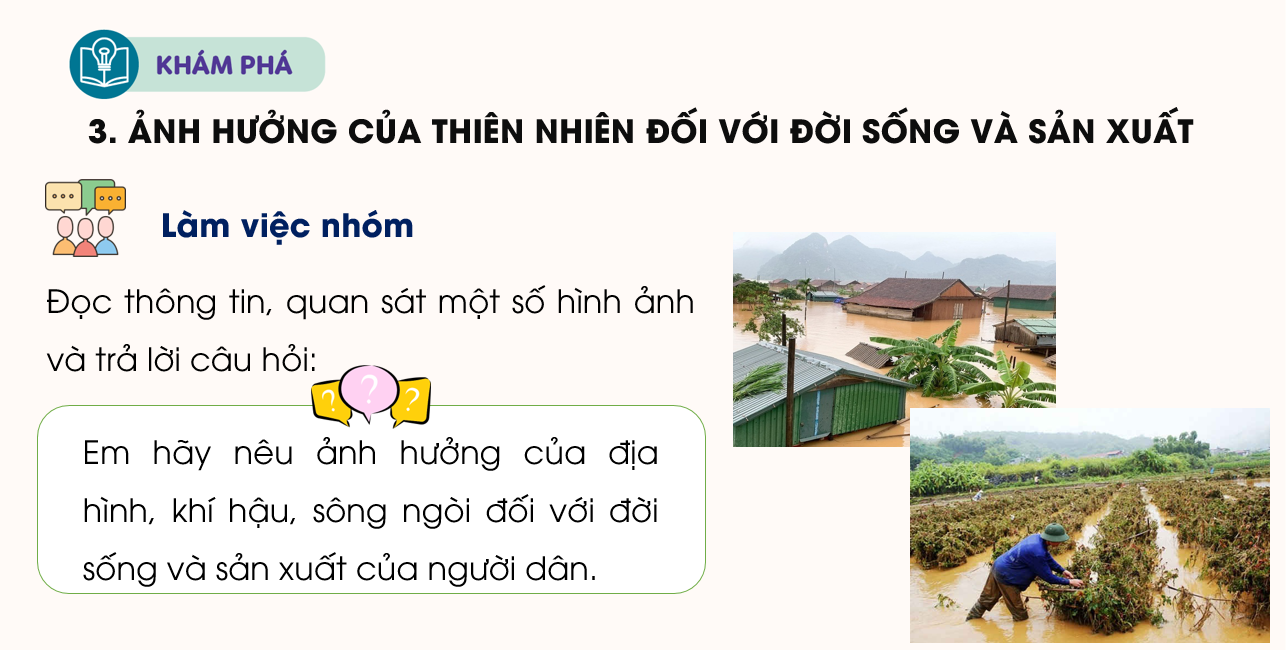 KHÁM PHÁ
3. ẢNH HƯỞNG CỦA THIÊN NHIÊN ĐỐI VỚI ĐỜI SỐNG VÀ SẢN XUẤT
Làm việc nhóm
Đọc thông tin, quan sát một số hình ảnh
và trả lời câu hỏi:
? ? ?
Em hãy nêu ảnh hưởng của địa
hình, khí hậu, sông ngòi đối với đời
sống và sản xuất của người dân.